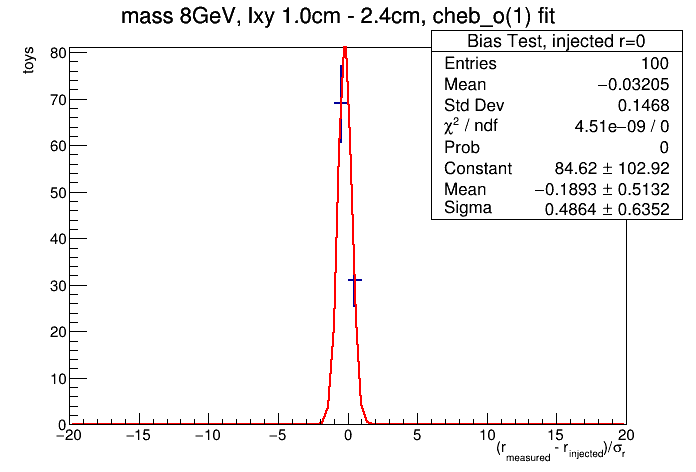 mass 8GeV, lxy 1.0cm - 2.4cm, cheb_o(1) fit
toys
Bias Test, injected r=0
Entries 100
Mean −0.03205
Std Dev 0.1468
χ² / ndf 4.51e−09 / 0
Prob 0
Constant 84.62 ± 102.92
Mean −0.1893 ± 0.5132
Sigma 0.4864 ± 0.6352
80
70
60
50
40
30
20
10
0
−20 −15 −10 −5 0 5 10 15 20
(r_measured - r_injected)/σ_r